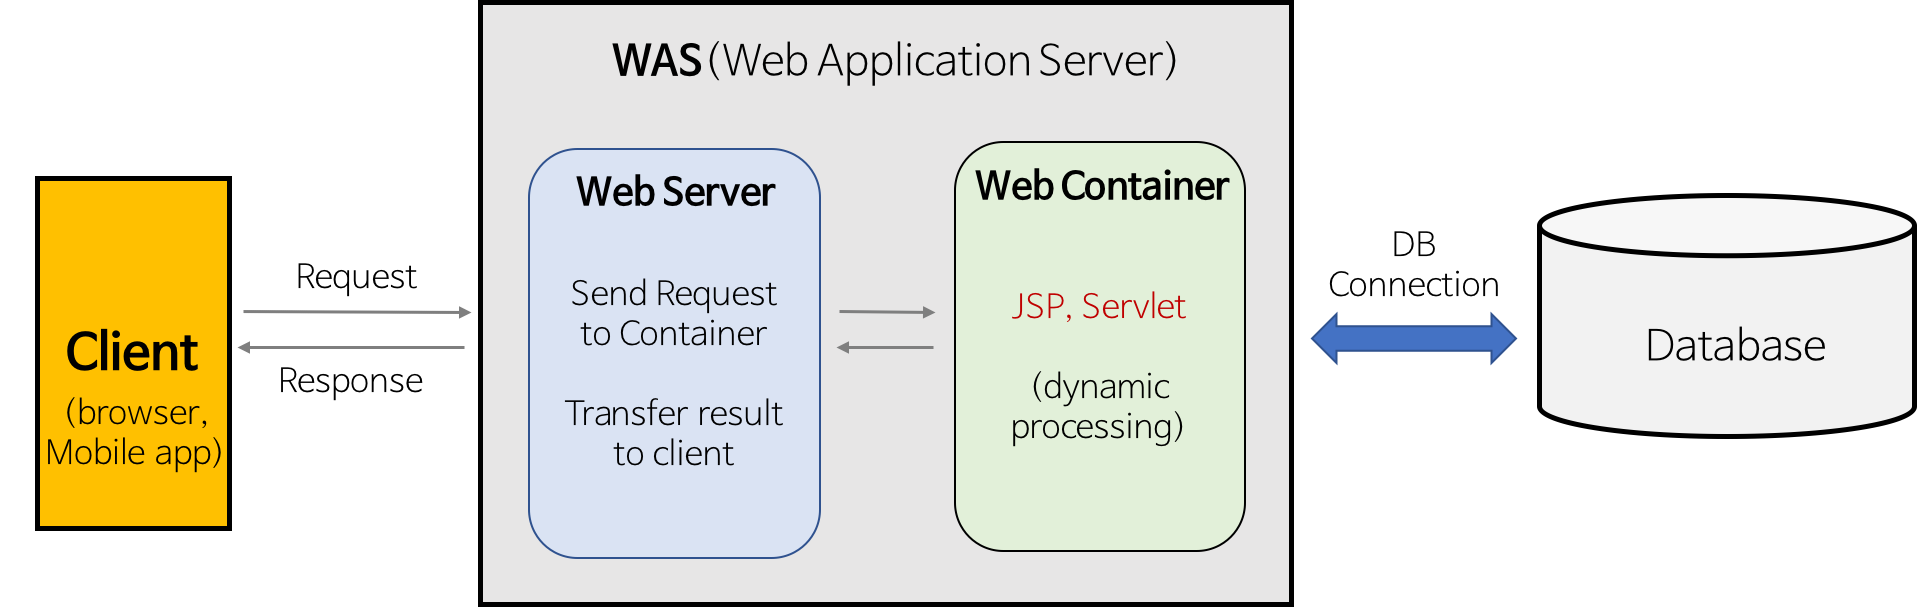 WAS(Web Application Server)
Client
(browser,
Mobile app)
Request
Response
Web Server
Send Request
to Container
Transfer result
to client
Web Container
JSP, Servlet
(dynamic
processing)
DB
Connection
Database